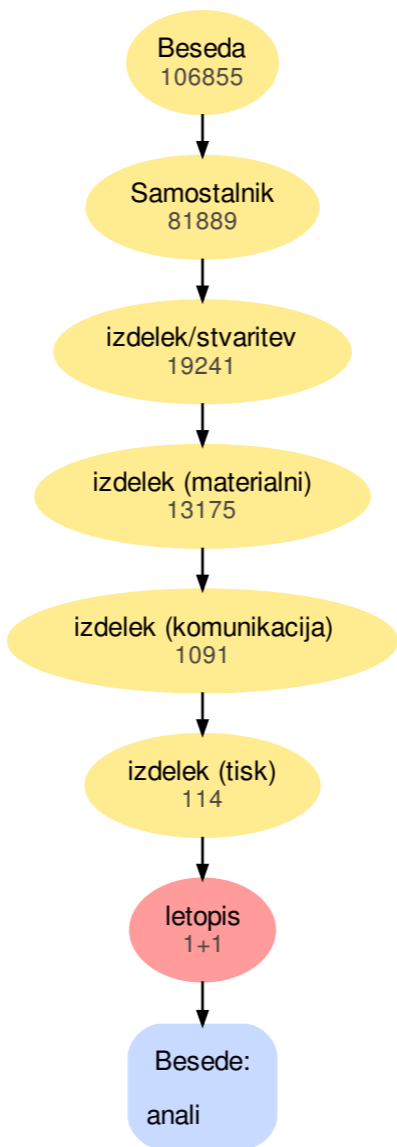 Beseda
106855
Samostalnik
81889
izdelek/stvaritev
19241
izdelek (materialni)
13175
izdelek (komunikacija)
1091
izdelek (tisk)
114
letopis
1+1
Besede:
anali